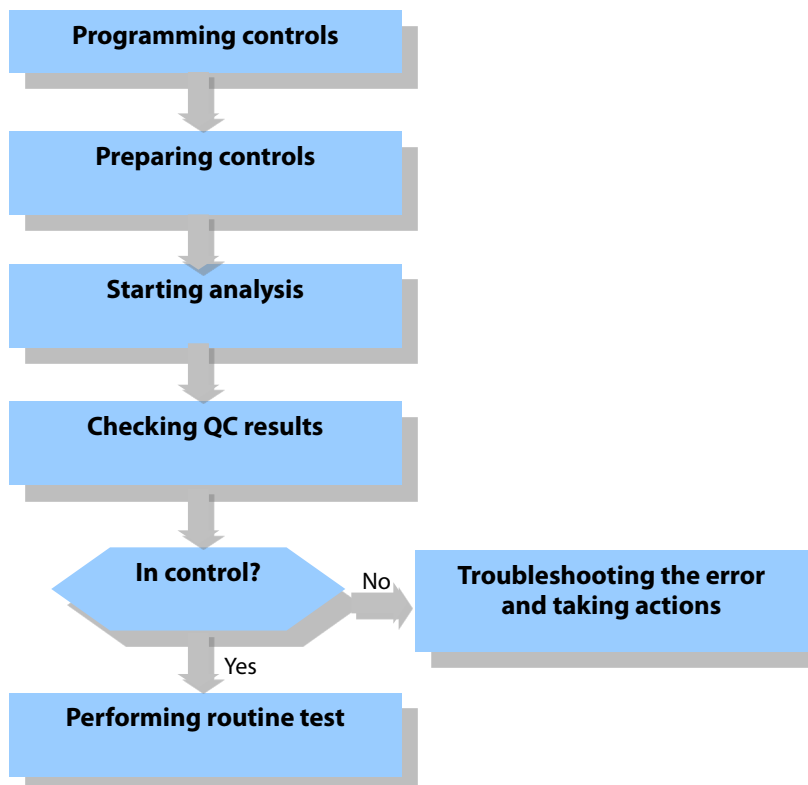 Programming controls
Preparing controls
Starting analysis
Checking QC results
In control?
No
Troubleshooting the error
and taking actions
Yes
Performing routine test